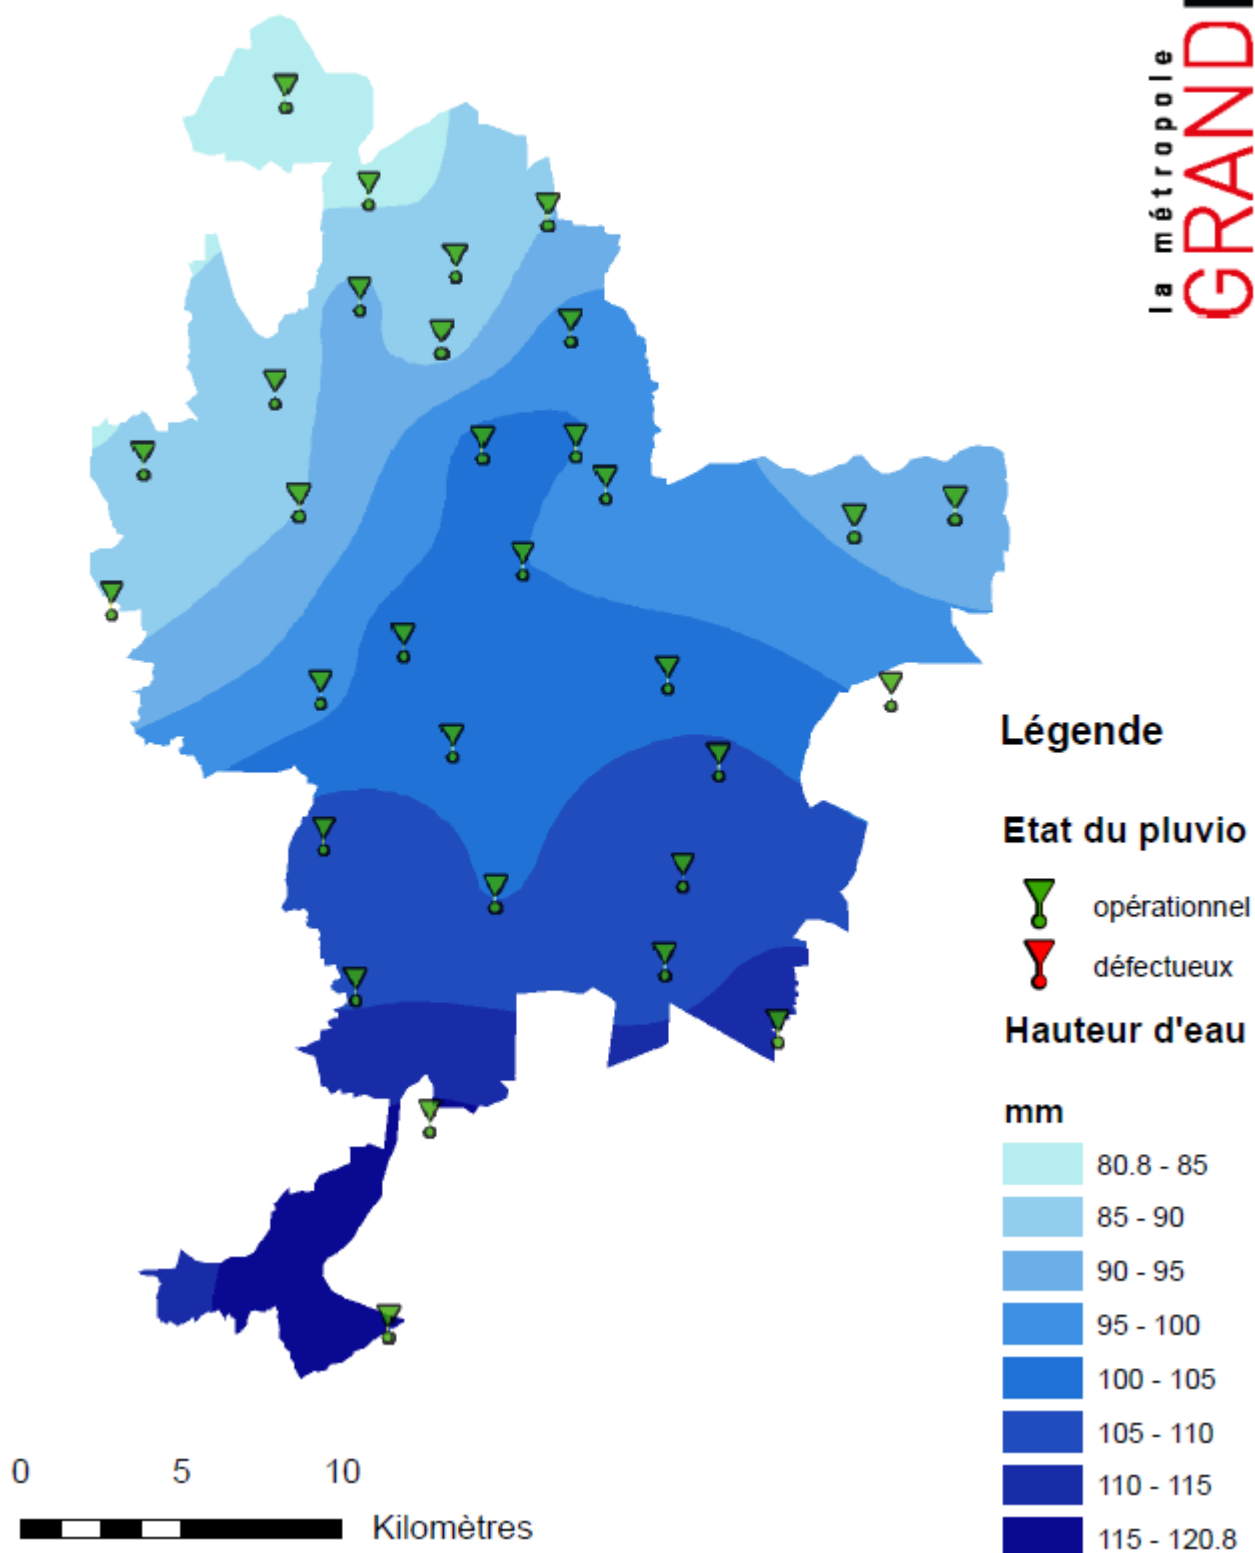 la métropole
GRAND
Légende
Etat du pluvio
opérationnel
défectueux
Hauteur d'eau
mm
80.8 - 85
85 - 90
90 - 95
95 - 100
100 - 105
105 - 110
110 - 115
115 - 120.8
0 5 10
Kilomètres